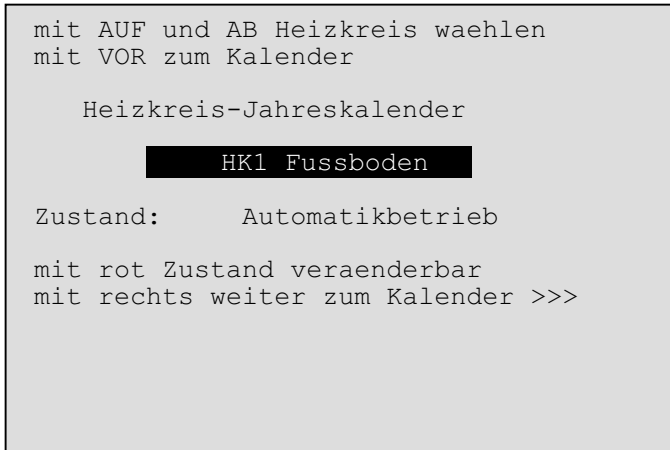 mit AUF und AB Heizkreis waehlen
mit VOR zum Kalender
Heizkreis-Jahreskalender
HK1 Fussboden
Zustand: Automatikbetrieb
mit rot Zustand veraenderbar
mit rechts weiter zum Kalender >>>